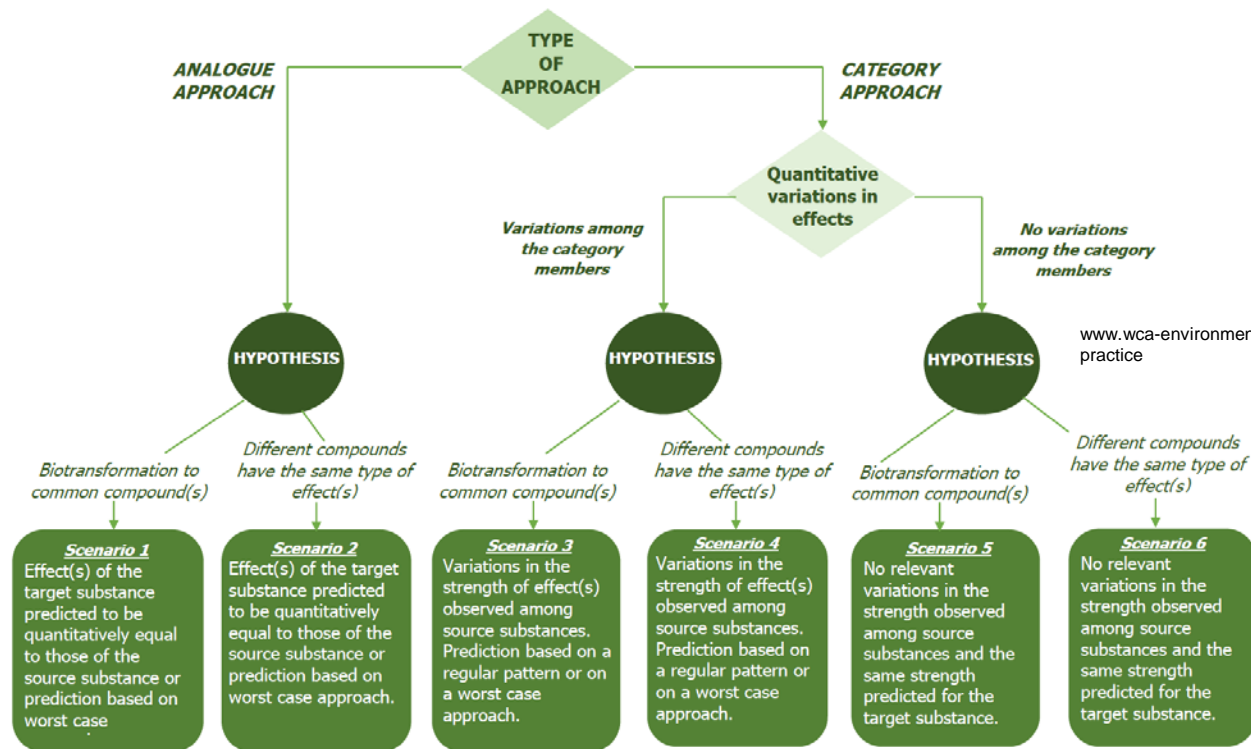 TYPE
OF
APPROACH
ANALOGUE
APPROACH
CATEGORY
APPROACH
Quantitative
variations in
effects
Variations among
the category
members
No variations
among the category
members
HYPOTHESIS
HYPOTHESIS
HYPOTHESIS
www.wca-environmen
practice
Biotransformation to
common compound(s)
Different compounds
have the same type of
effect(s)
Biotransformation to
common compound(s)
Different compounds
have the same type of
effect(s)
Biotransformation to
common compound(s)
Different compounds
have the same type of
effect(s)
Scenario 1
Effect(s) of the
target substance
predicted to be
quantitatively equal
to those of the
source substance or
prediction based on
worst case
Scenario 2
Effect(s) of the target
substance predicted
to be quantitatively
equal to those of the
source substance or
prediction based on
worst case approach.
Scenario 3
Variations in the
strength of effect(s)
observed among
source substances.
Prediction based on a
regular pattern or on
a worst case
approach.
Scenario 4
Variations in the
strength of effect(s)
observed among
source substances.
Prediction based on
a regular pattern or
on a worst case
approach.
Scenario 5
No relevant
variations in the
strength observed
among source
substances and the
same strength
predicted for the
target substance.
Scenario 6
No relevant
variations in the
strength observed
among source
substances and the
same strength
predicted for the
target substance.